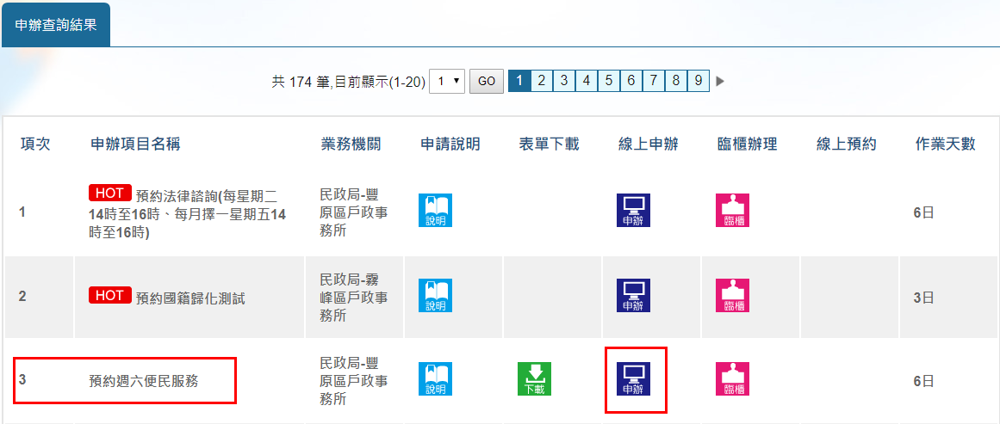 申辦查詢結果
共 174 筆,目前顯示(1-20) 1 GO 1 2 3 4 5 6 7 8 9
項次 申辦項目名稱 業務機關 申請說明 表單下載 線上申辦 臨櫃辦理 線上預約 作業天數
1
HOT 預約法律諮詢(每星期二
14時至16時、每月擇一星期五14
時至16時)
民政局-豐
原區戶政事
務所
說明
申辦
臨櫃
6日
2
HOT 預約國籍歸化測試
民政局-霧
峰區戶政事
務所
說明
申辦
臨櫃
3日
3
預約週六便民服務
民政局-豐
原區戶政事
務所
說明
下載
申辦
臨櫃
6日